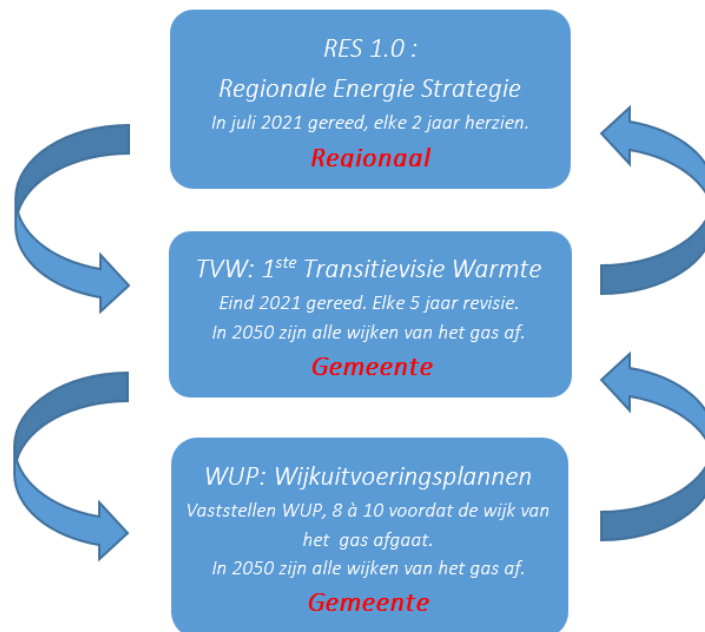 RES 1.0 :
Regionale Energie Strategie
In juli 2021 gereed, elke 2 jaar herzien.
Regionaal
TVW: 1ste Transitievisie Warmte
Eind 2021 gereed. Elke 5 jaar revisie.
In 2050 zijn alle wijken van het gas af.
Gemeente
WUP: Wijkuitvoeringsplannen
Vaststellen WUP, 8 à 10 voordat de wijk van
het gas afgaat.
In 2050 zijn alle wijken van het gas af.
Gemeente